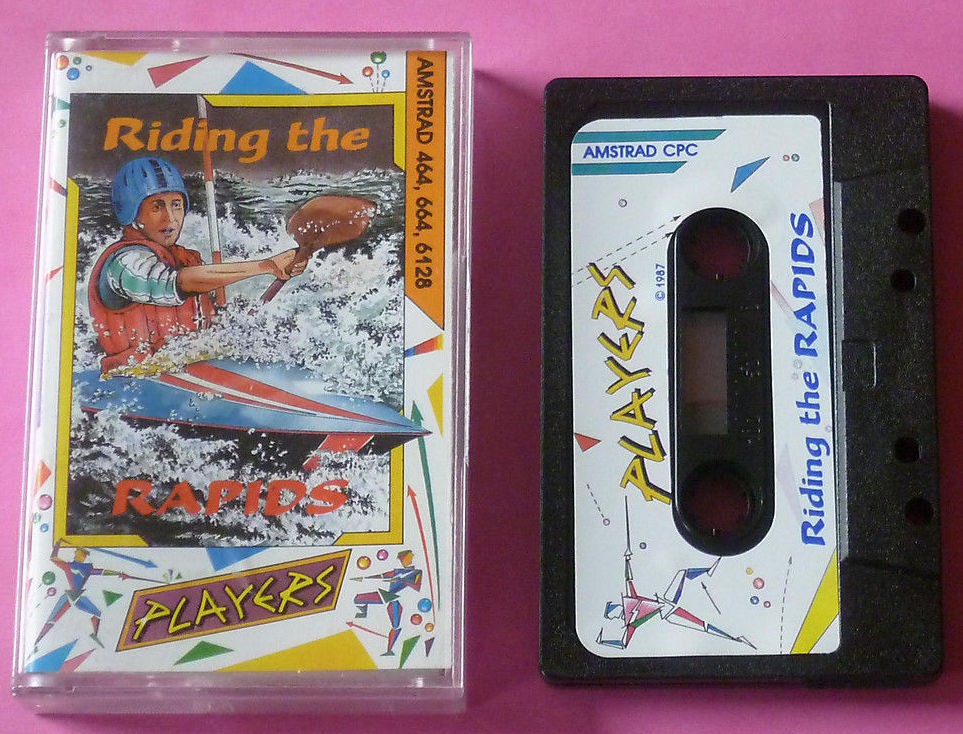 Riding the
RAPIDS
AMSTRAD 464, 664, 6128
PLAYERS
AMSTRAD CPC
PLAYERS
© 1987
Riding the RAPIDS